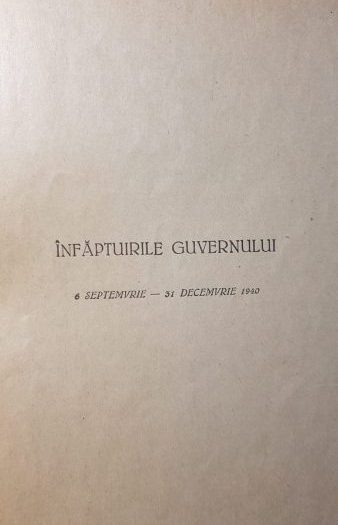 ÎNFĂPTUIRILE GUVERNULUI
6 SEPTEMVRIE — 31 DECEMVRIE 1940